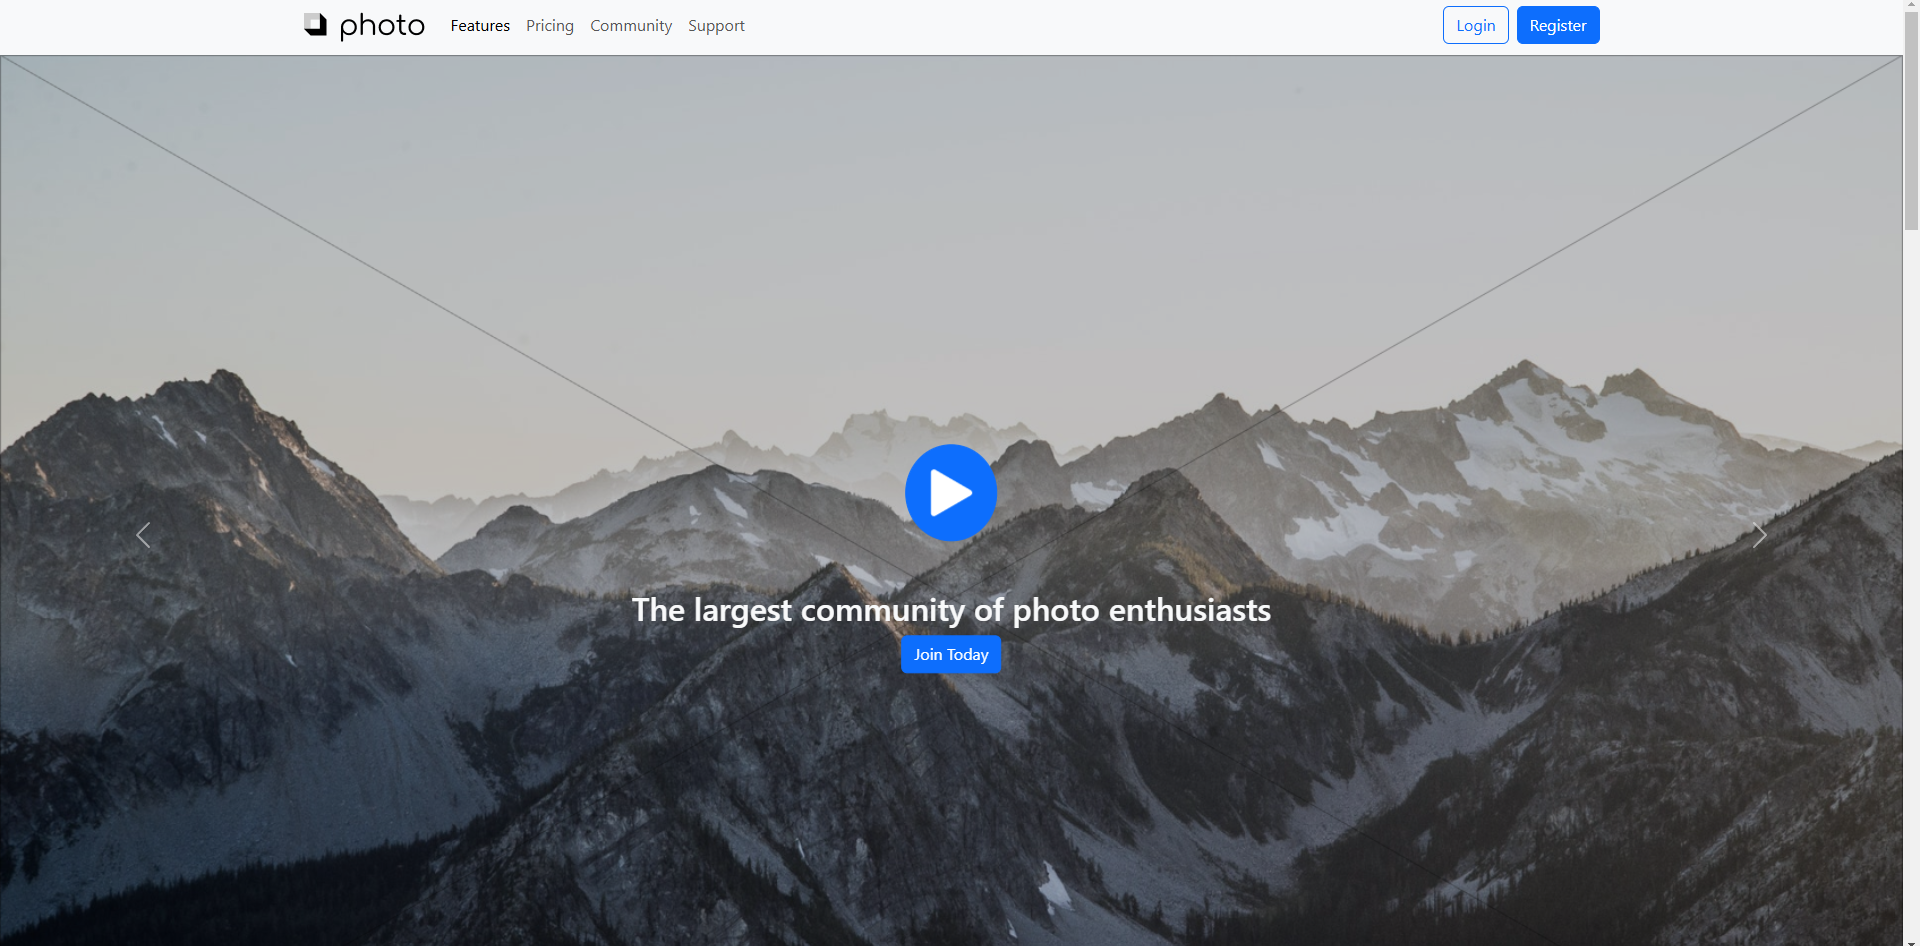 photo Features Pricing Community Support Login Register
The largest community of photo enthusiasts
Join Today